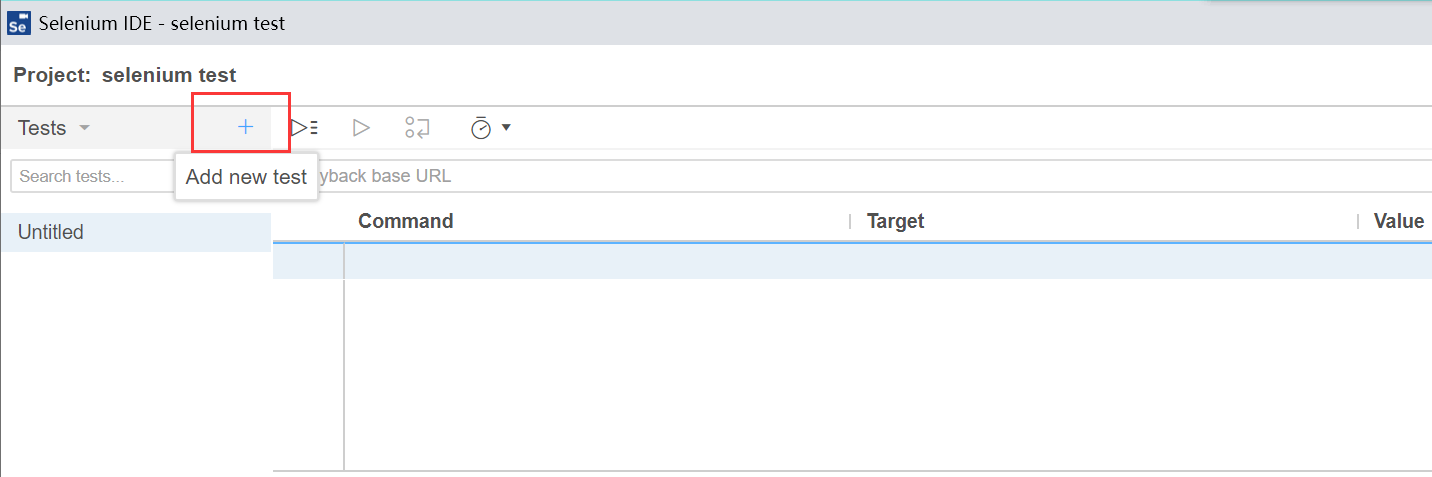 Se Selenium IDE - selenium test
Project: selenium test
Tests
+
Add new test
Search tests...
yback base URL
Untitled
Command
Target
Value